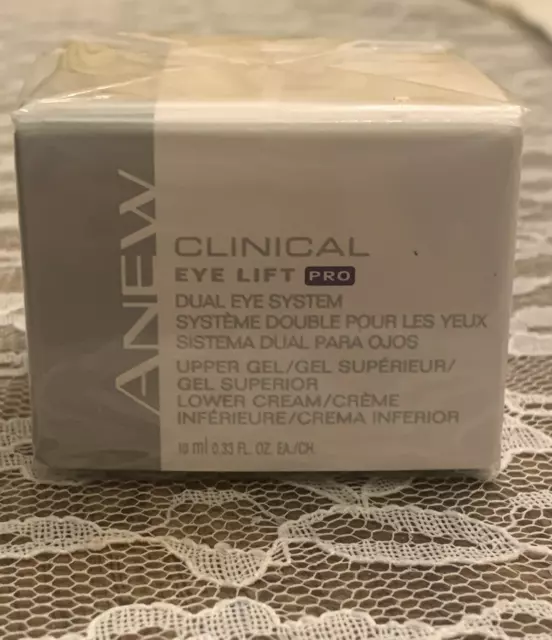 ANEW
CLINICAL
EYE LIFT PRO
DUAL EYE SYSTEM
SYSTÈME DOUBLE POUR LES YEUX
SISTEMA DUAL PARA OJOS
UPPER GEL/GEL SUPÉRIEUR/
GEL SUPERIOR
LOWER CREAM/CRÈME
INFÉRIEURE/CREMA INFERIOR
10 ml 0.33 FL. OZ. EA/CH